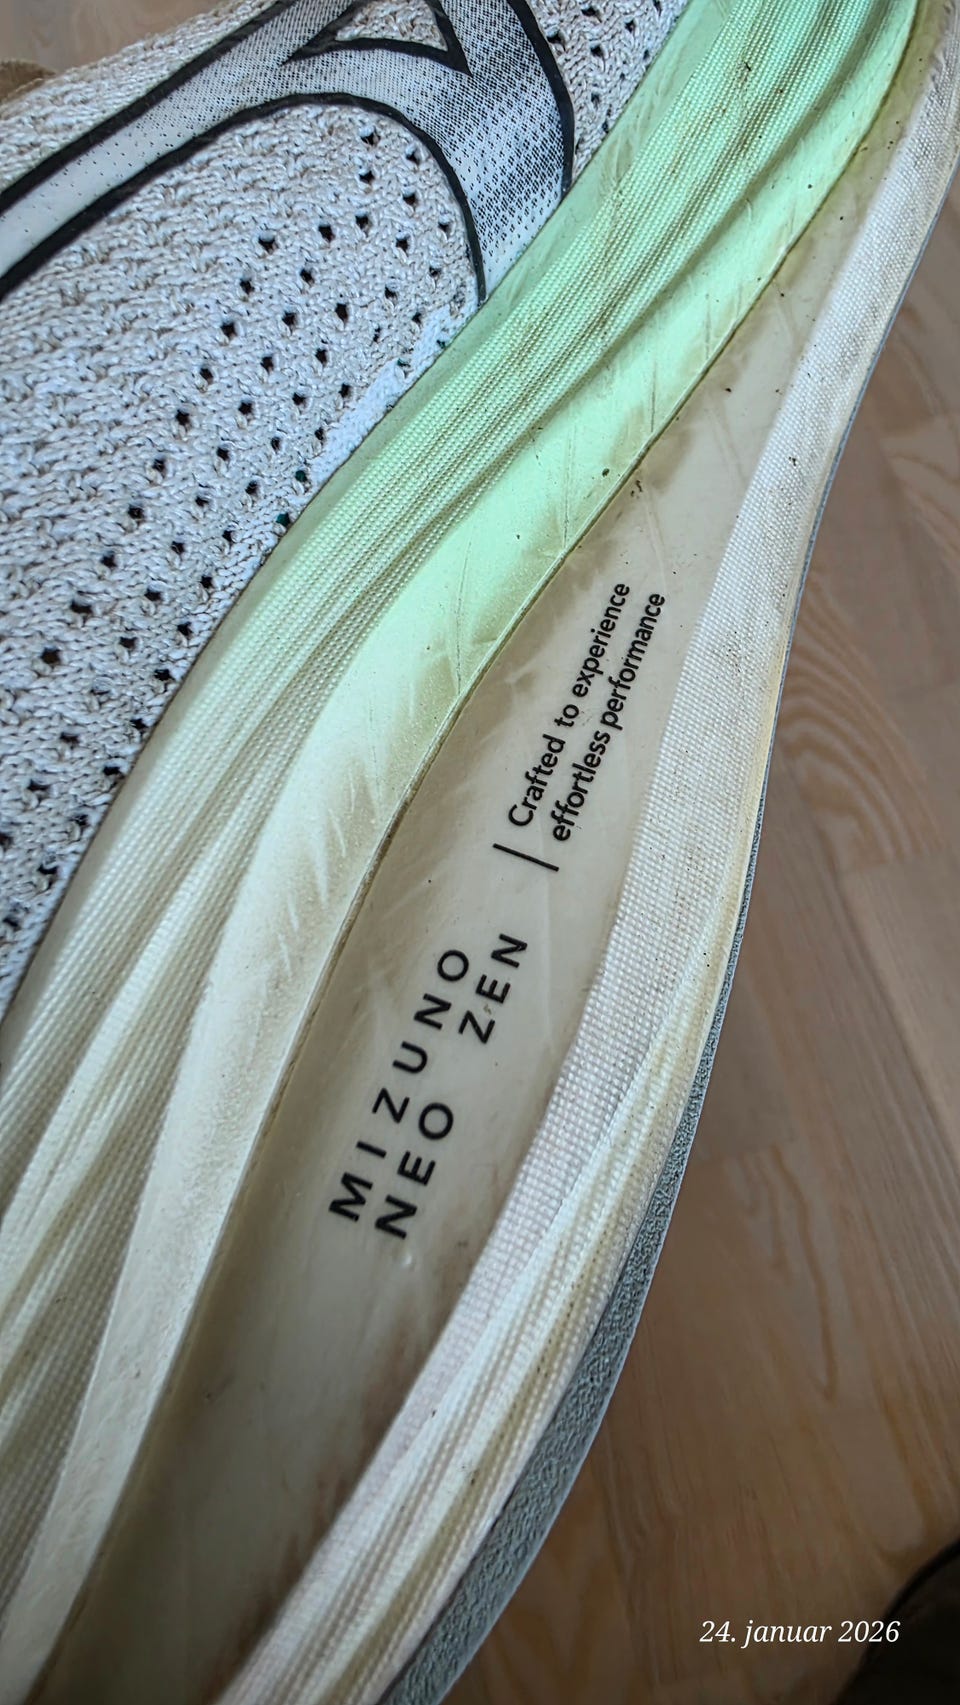 MIZUNO
NEO ZEN
Crafted to experience
effortless performance
24. januar 2026